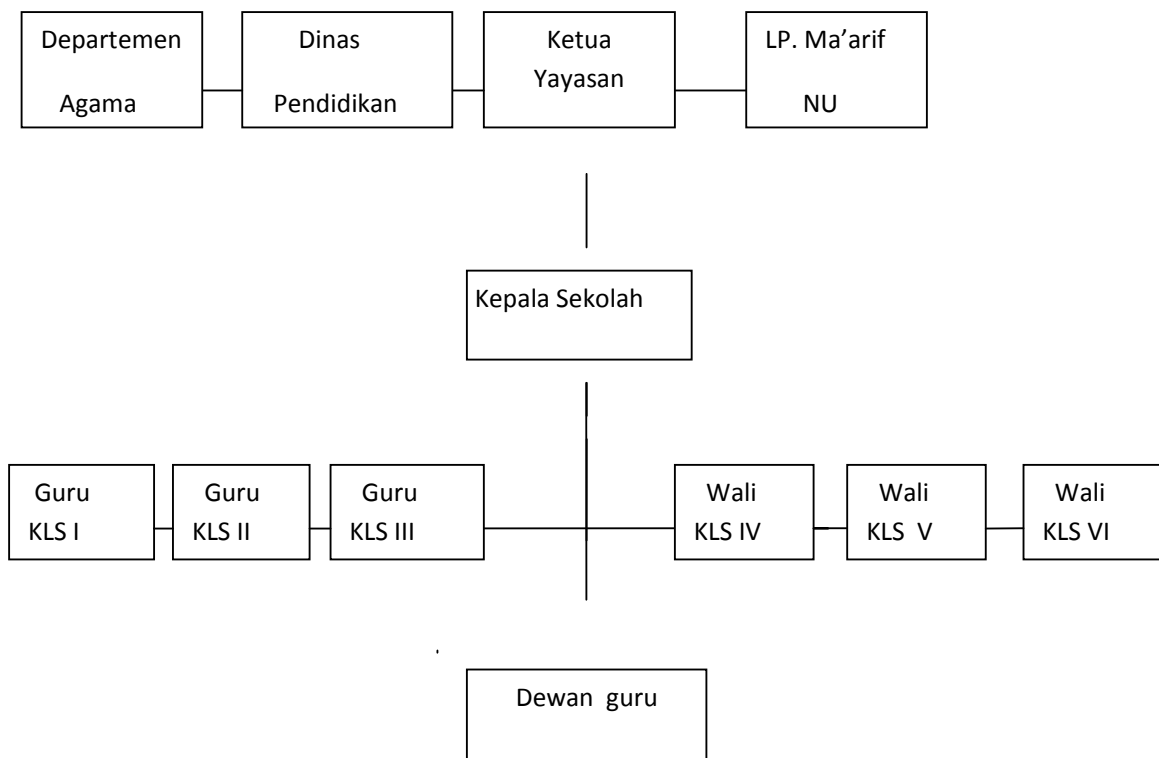 Departemen
Agama
Dinas
Pendidikan
Ketua
Yayasan
LP. Ma’arif
NU
Kepala Sekolah
Guru
KLS I
Guru
KLS II
Guru
KLS III
Wali
KLS IV
Wali
KLS V
Wali
KLS VI
Dewan guru